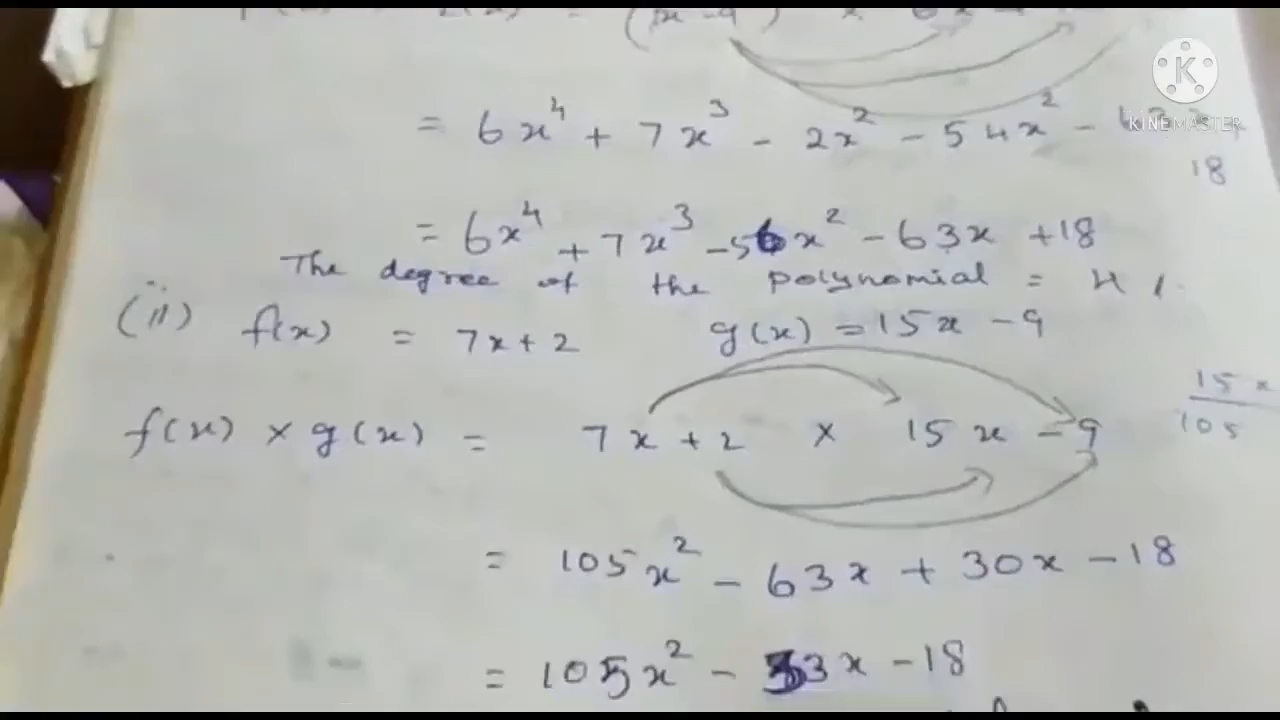 = 6x⁴ + 7x³ - 2x² - 54x² -
KINEMASTER
18
= 6x⁴ + 7x³ - 56x² - 63x + 18
The degree of the polynomial = 4
(ii) f(x) = 7x + 2 g(x) = 15x - 9
15 x
f(x) × g(x) = 7x + 2 × 15x - 9
105
= 105x² - 63x + 30x - 18
= 105x² - 33x - 18